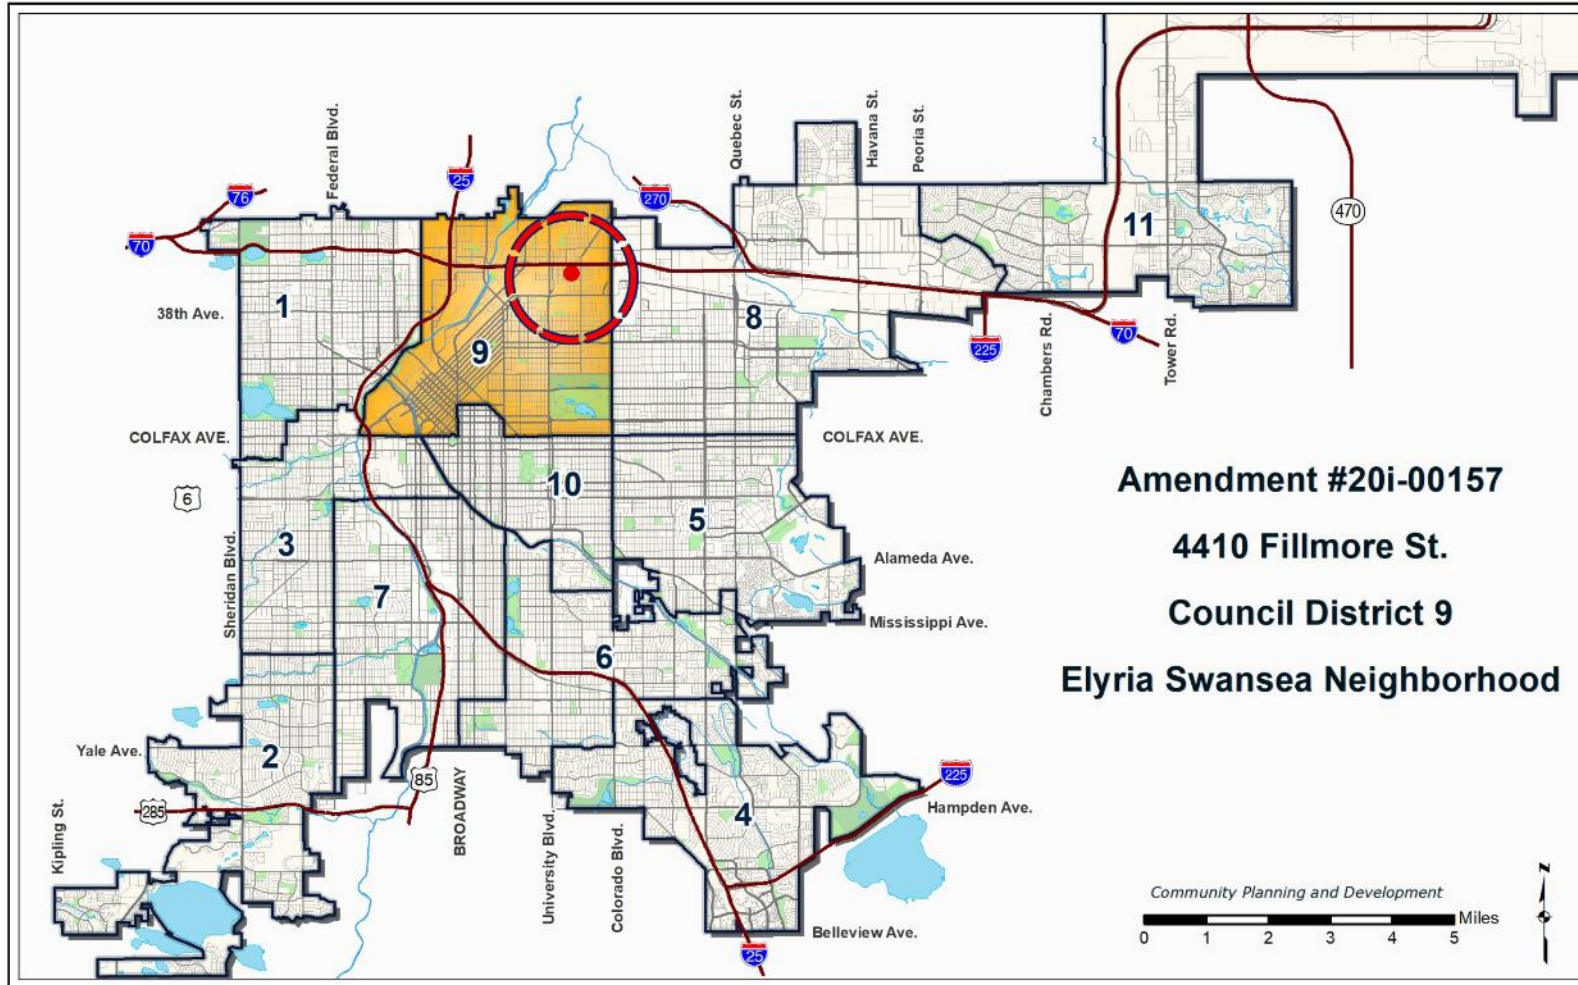 Federal Blvd.
Quebec St.
Havana St.
Peoria St.
76
25
270
470
70
11
1
38th Ave.
8
9
225
70
Chambers Rd.
Tower Rd.
COLFAX AVE.
COLFAX AVE.
6
10
Amendment #20i-00157
5
3
4410 Fillmore St.
Alameda Ave.
Sheridan Blvd.
7
Council District 9
Mississippi Ave.
6
Elyria Swansea Neighborhood
Yale Ave.
2
85
225
285
BROADWAY
Hampden Ave.
4
Kipling St.
University Blvd.
Colorado Blvd.
Community Planning and Development
Miles
0 1 2 3 4 5
N
Belleview Ave.
25